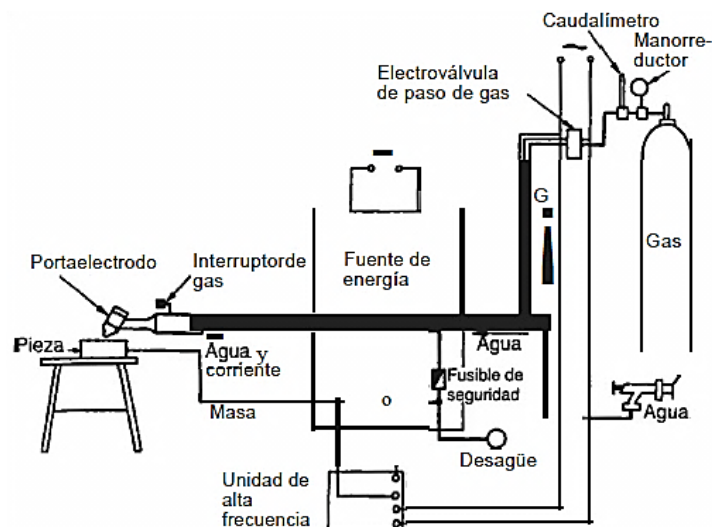 Caudalímetro
Manorre-
ductor
Electroválvula
de paso de gas
G
Gas
Fuente de
energía
Portaelectrodo
Interruptorde
gas
Pieza
Agua y
corriente
Agua
Fusible de
seguridad
Masa
o
Agua
Desagüe
Unidad de
alta
frecuencia